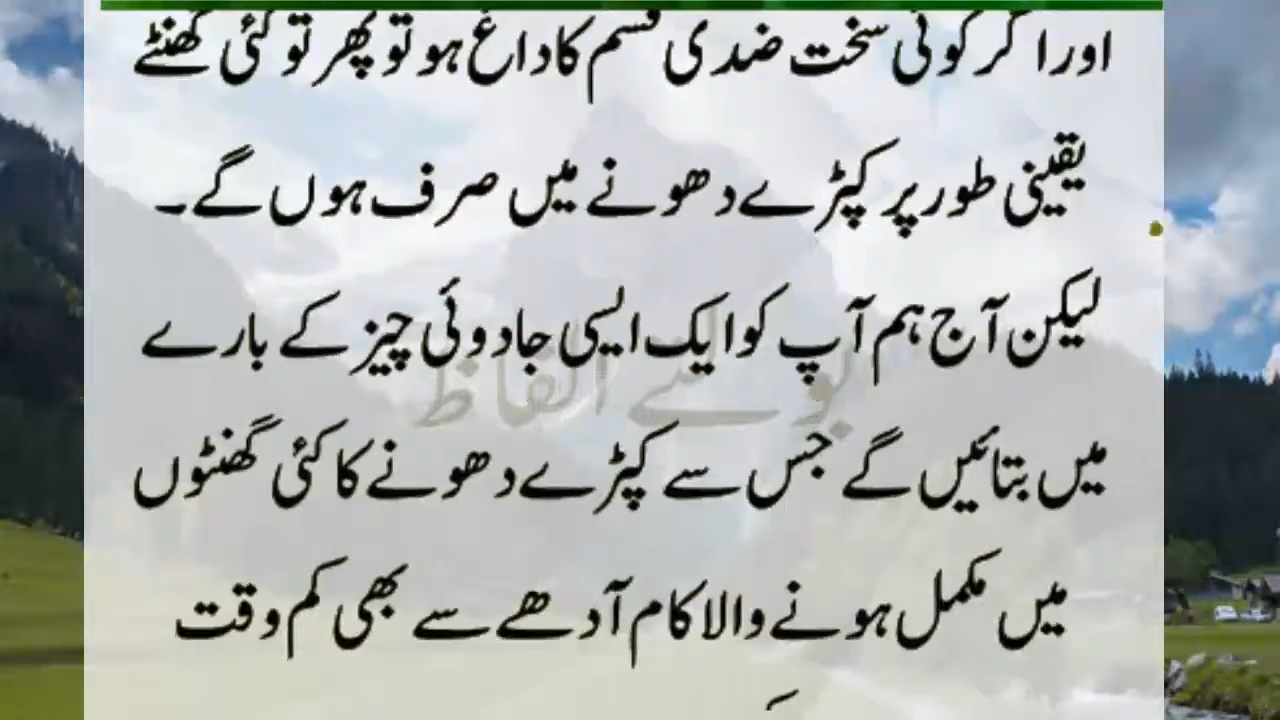 اور اگر کوئی سخت ضدی قسم کا داغ ہو تو پھر تو کئی گھنٹے
یقینی طور پر کپڑے دھونے میں صرف ہوں گے۔
لیکن آج ہم آپ کو ایک ایسی جادوئی چیز کے بارے
بولتے الفاظ
میں بتائیں گے جس سے کپڑے دھونے کا کئی گھنٹوں
میں مکمل ہونے والا کام آدھے سے بھی کم وقت